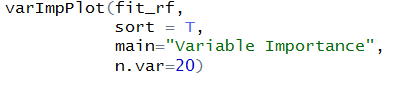 varImpPlot(fit_rf,
           sort = T,
           main="Variable Importance",
           n.var=20)